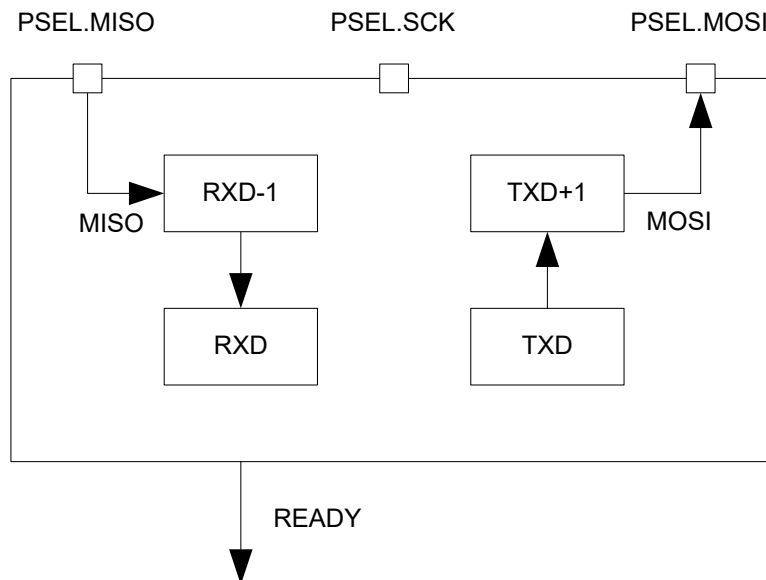 PSEL.MISO PSEL.SCK PSEL.MOSI
RXD-1 TXD+1
MISO MOSI
RXD TXD
READY